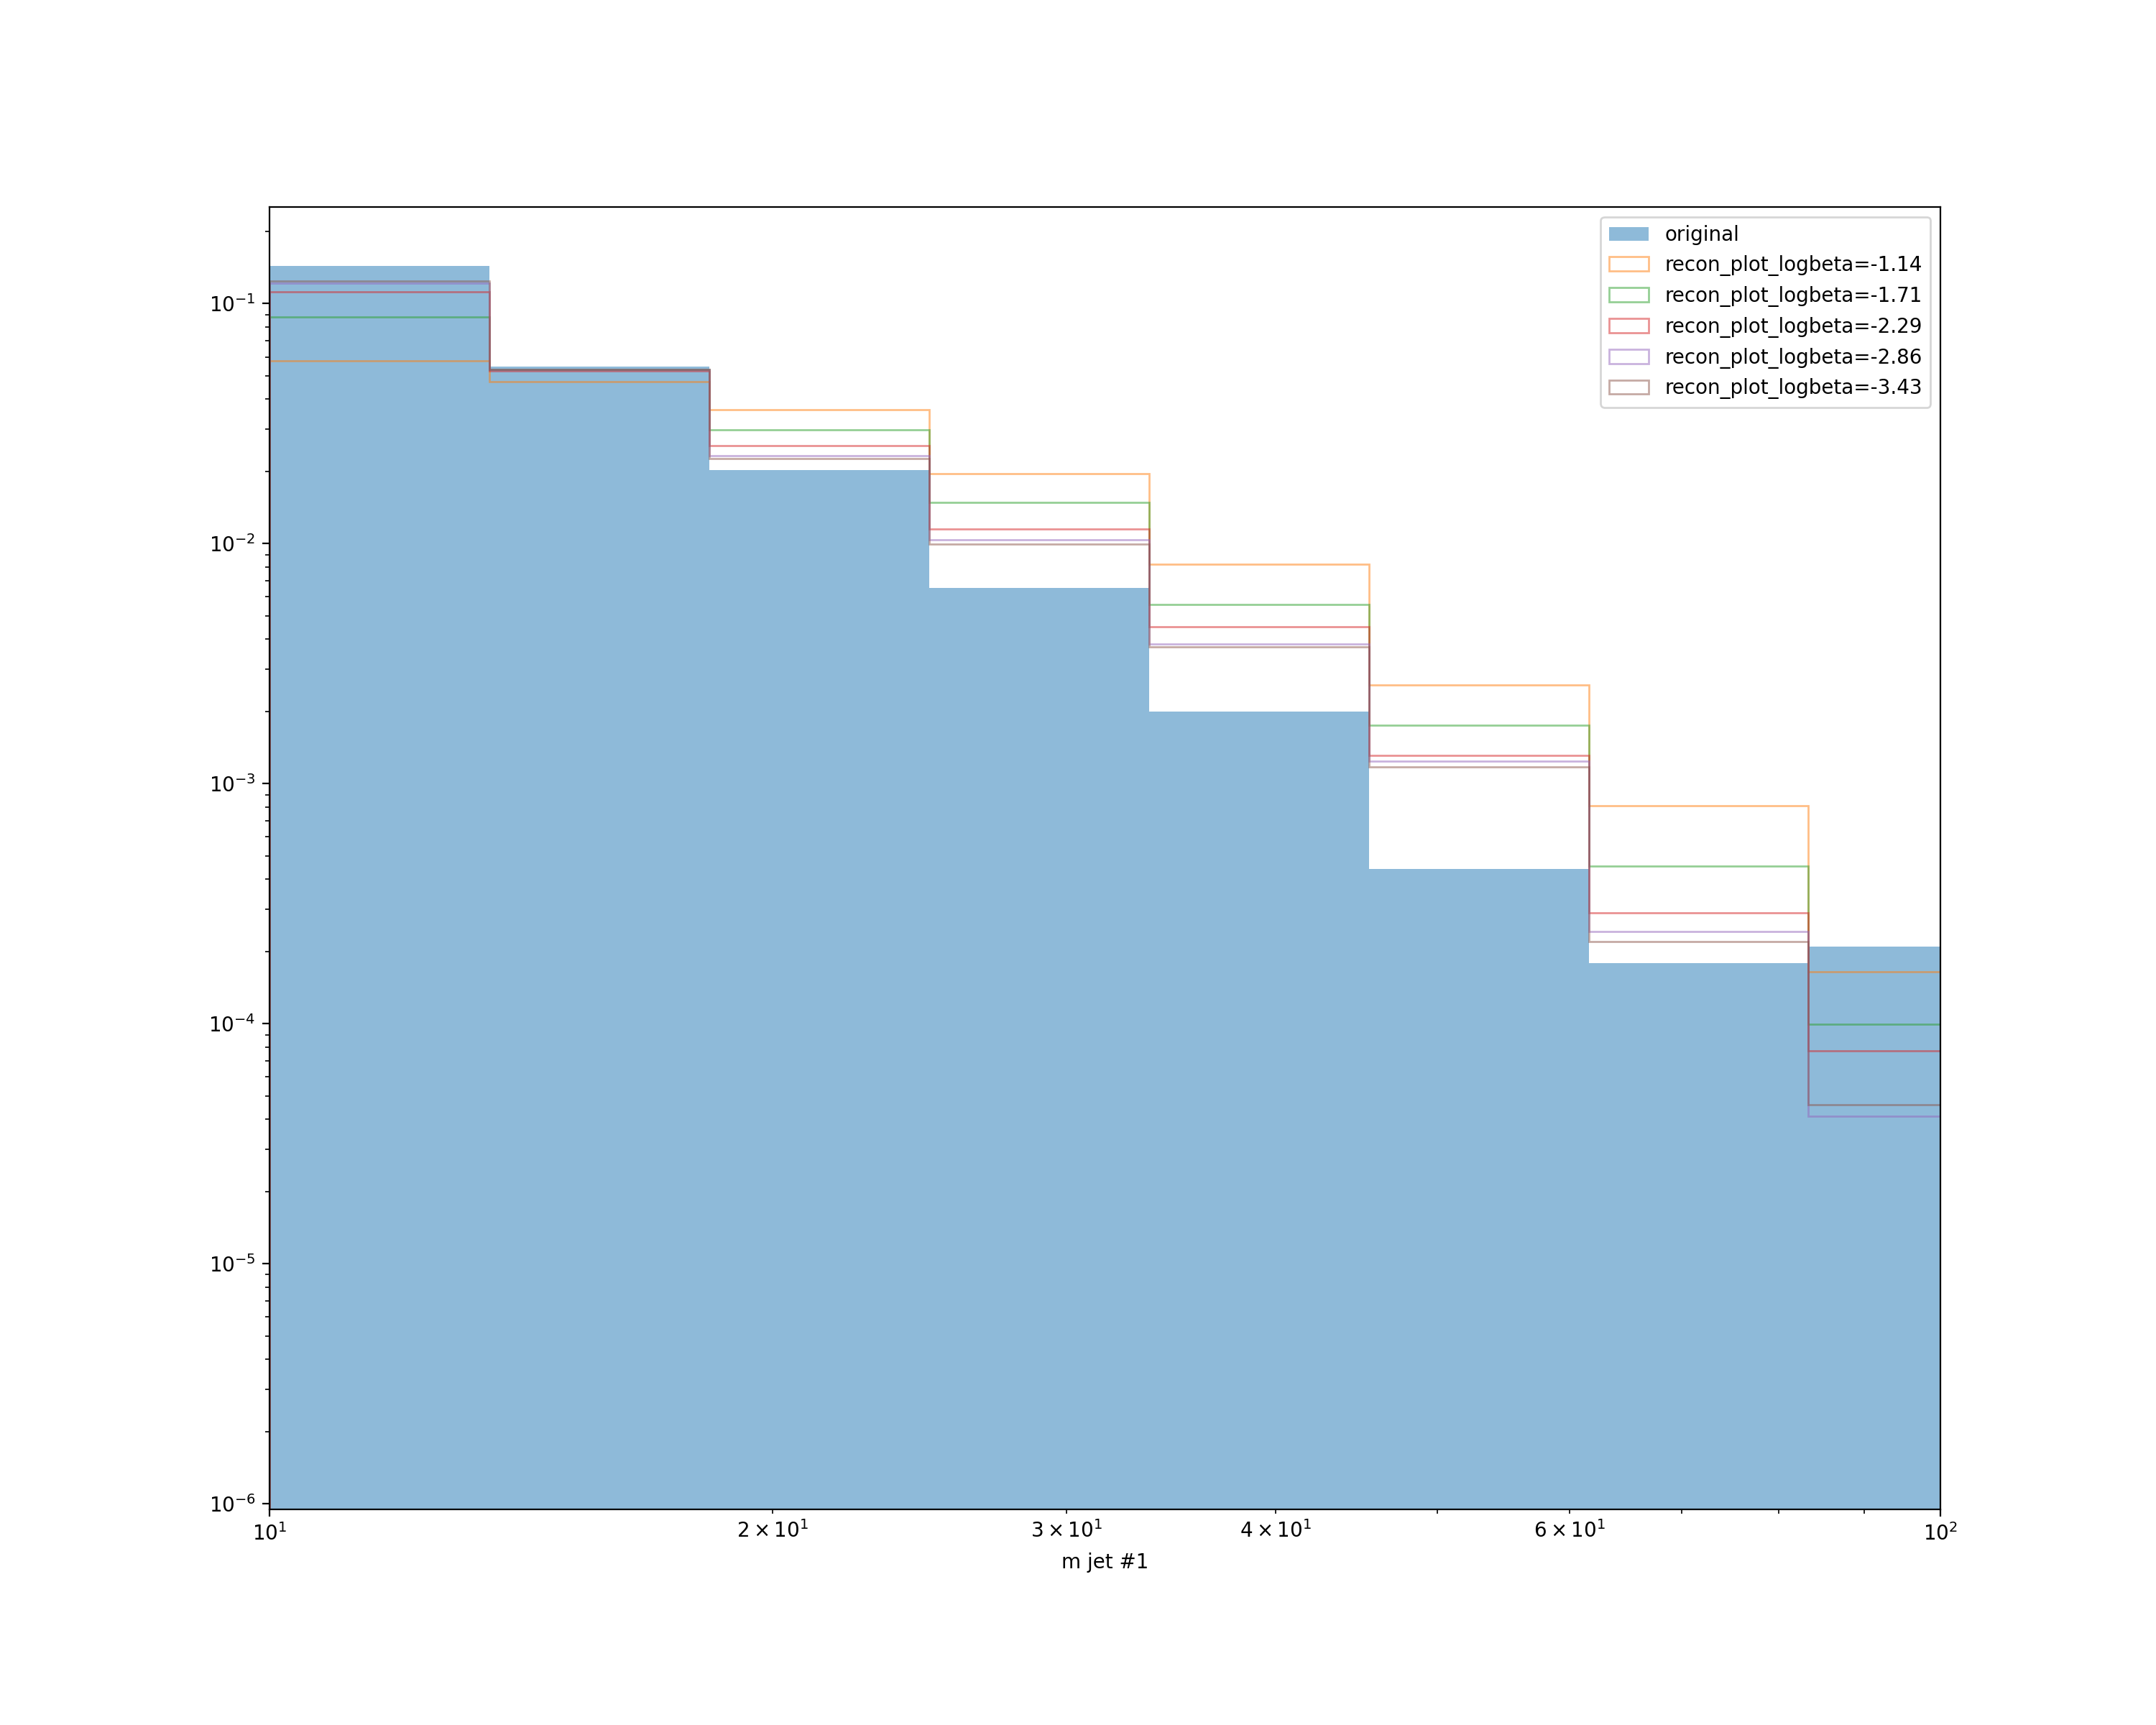 original
recon_plot_logbeta=-1.14
recon_plot_logbeta=-1.71
recon_plot_logbeta=-2.29
recon_plot_logbeta=-2.86
recon_plot_logbeta=-3.43
10⁻¹
10⁻²
10⁻³
10⁻⁴
10⁻⁵
10⁻⁶
10¹ 2 × 10¹ 3 × 10¹ 4 × 10¹ 6 × 10¹ 10²
m jet #1